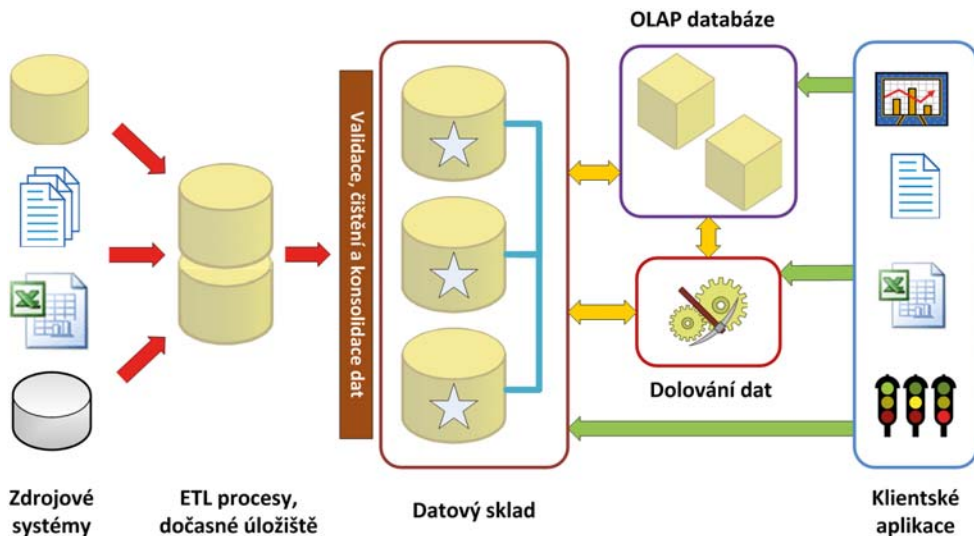 OLAP databáze
Validace, čištění a konsolidace dat
X
X
Dolování dat
Zdrojové
systémy
ETL procesy,
dočasné úložiště
Datový sklad
Klientské
aplikace